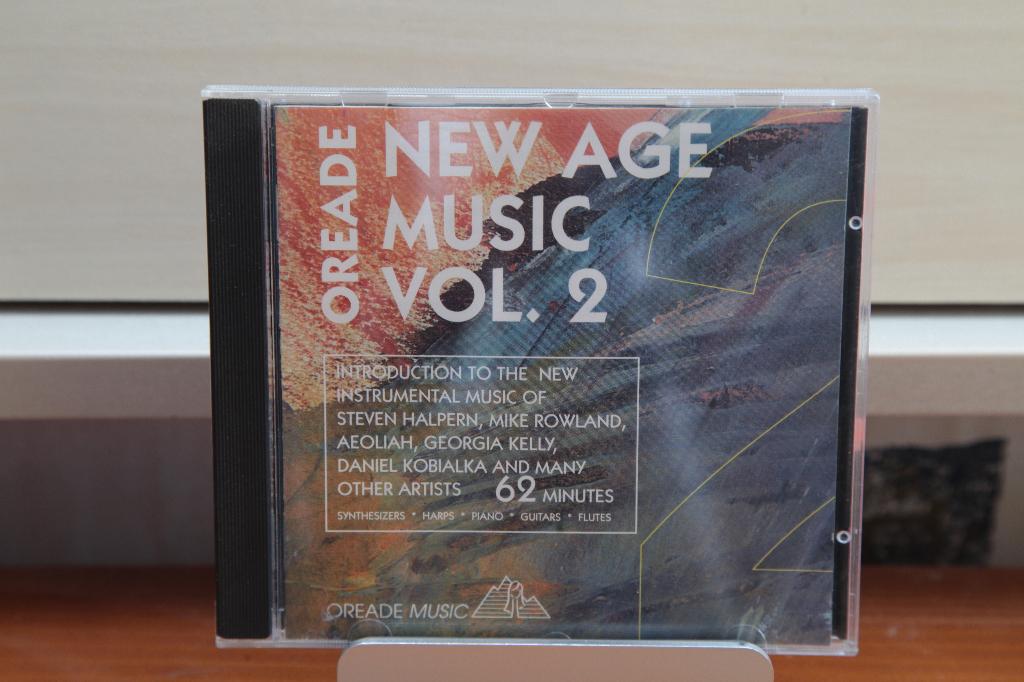 OREADE
NEW AGE
MUSIC
VOL. 2
INTRODUCTION TO THE NEW
INSTRUMENTAL MUSIC OF
STEVEN HALPERN, MIKE ROWLAND,
AEOLIAH, GEORGIA KELLY,
DANIEL KOBIALKA AND MANY
OTHER ARTISTS 62 MINUTES
SYNTHESIZERS * HARPS * PIANO * GUITARS * FLUTES
OREADE MUSIC
2